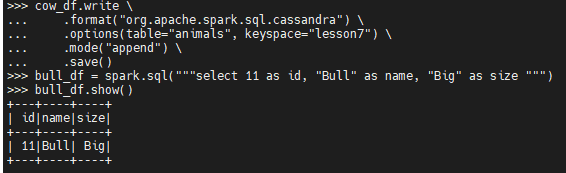 >>> cow_df.write \
...     .format("org.apache.spark.sql.cassandra") \
...     .options(table="animals", keyspace="lesson7") \
...     .mode("append") \
...     .save()
>>> bull_df = spark.sql("""select 11 as id, "Bull" as name, "Big" as size """)
>>> bull_df.show()
+---+----+----+
| id|name|size|
+---+----+----+
| 11|Bull| Big|
+---+----+----+